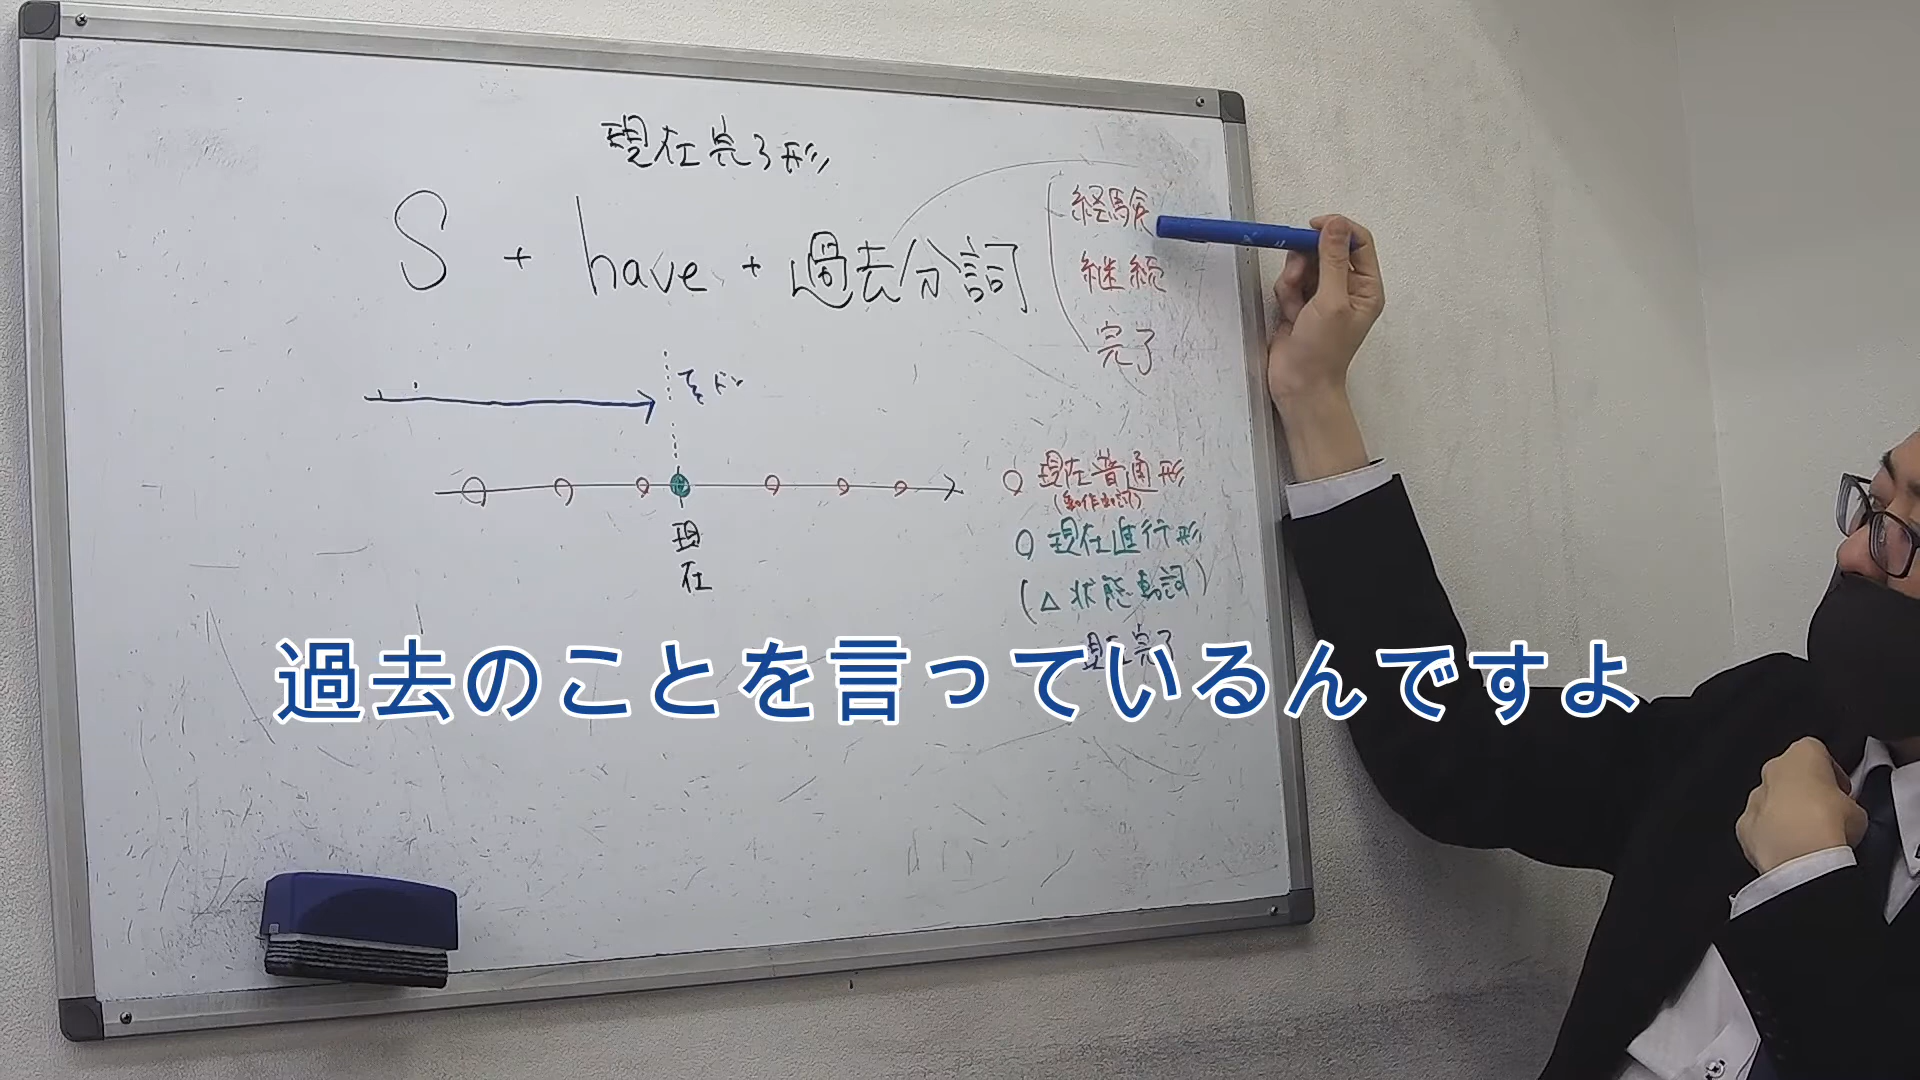 現在完了形
S + have + 過去分詞
経験
継続
完了
現在
現在普通形
(動作動詞)
現在進行形
(△ 状態動詞)
現在完了
過去のことを言っているんですよ